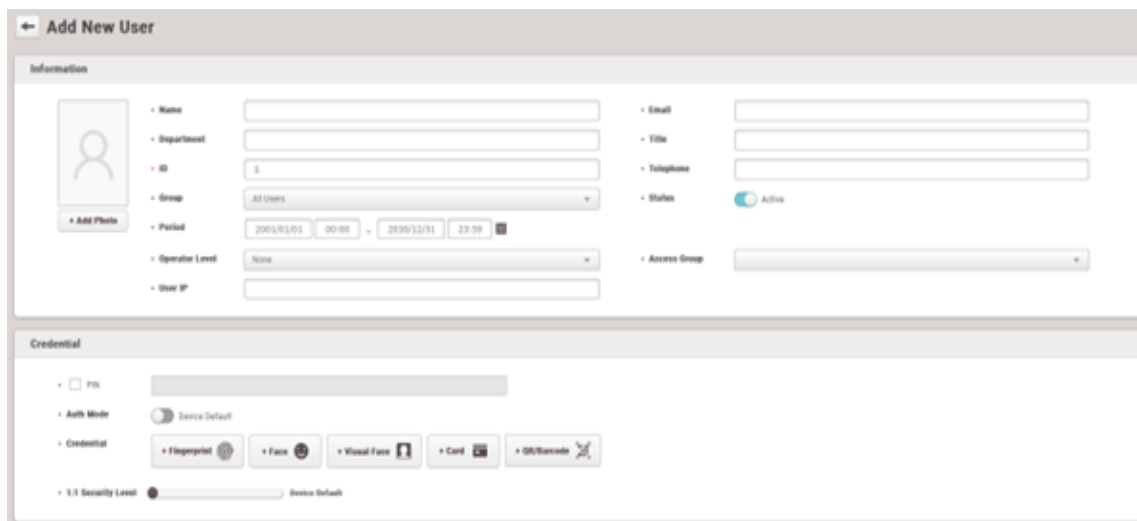 Add New User
Information
Name
Email
Department
Title
ID 5
Telephone
Group All Users
Status Active
+ Add Photo
Period 2001/01/01 00:00 ~ 2030/12/31 23:59
Operator Level None
Access Group
User IP
Credential
PIN
Auth Mode Device Default
Credential + Fingerprint + Face + Visual Face + Card + QR/Barcode
1:1 Security Level Device Default